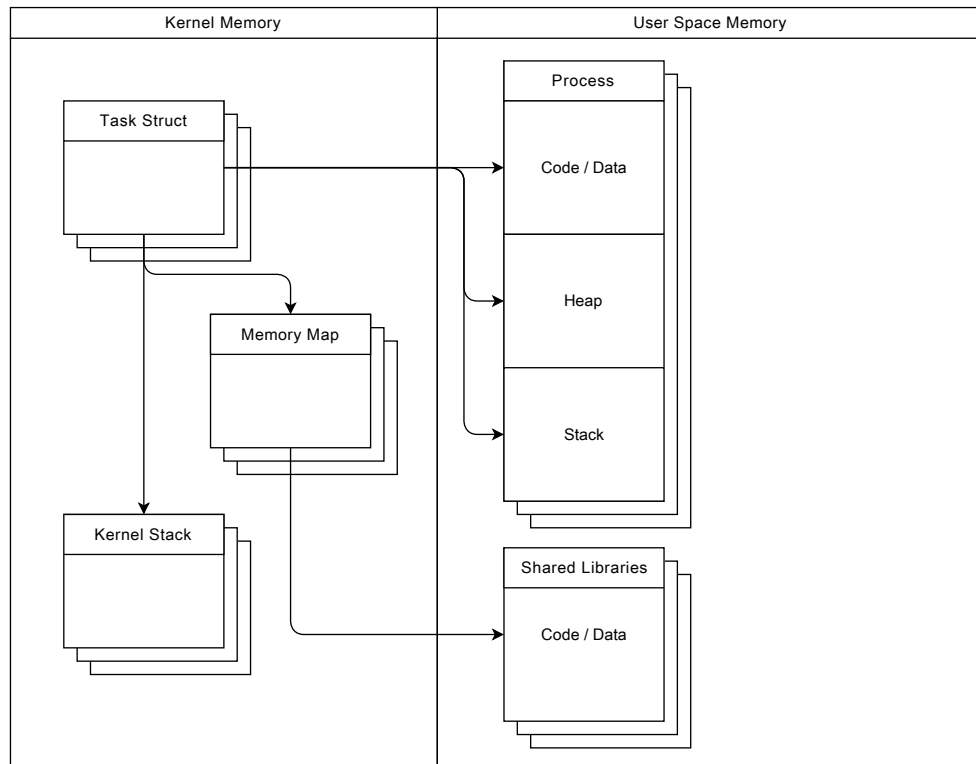 Kernel Memory
User Space Memory
Process
Task Struct
Code / Data
Heap
Memory Map
Stack
Kernel Stack
Shared Libraries
Code / Data